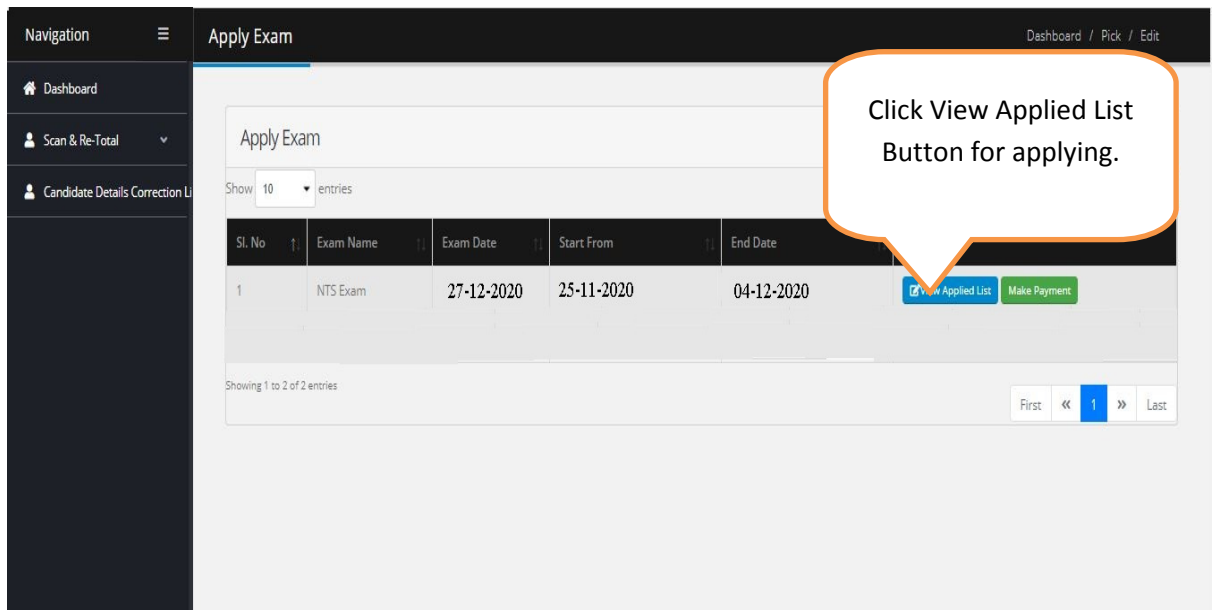 Navigation
Apply Exam
Dashboard / Pick / Edit
Dashboard
Scan & Re-Total
Candidate Details Correction Li
Click View Applied List
Button for applying.
Apply Exam
Show 10 entries
Sl. No Exam Name Exam Date Start From End Date
1 NTS Exam 27-12-2020 25-11-2020 04-12-2020 View Applied List Make Payment
Showing 1 to 2 of 2 entries
First « 1 » Last